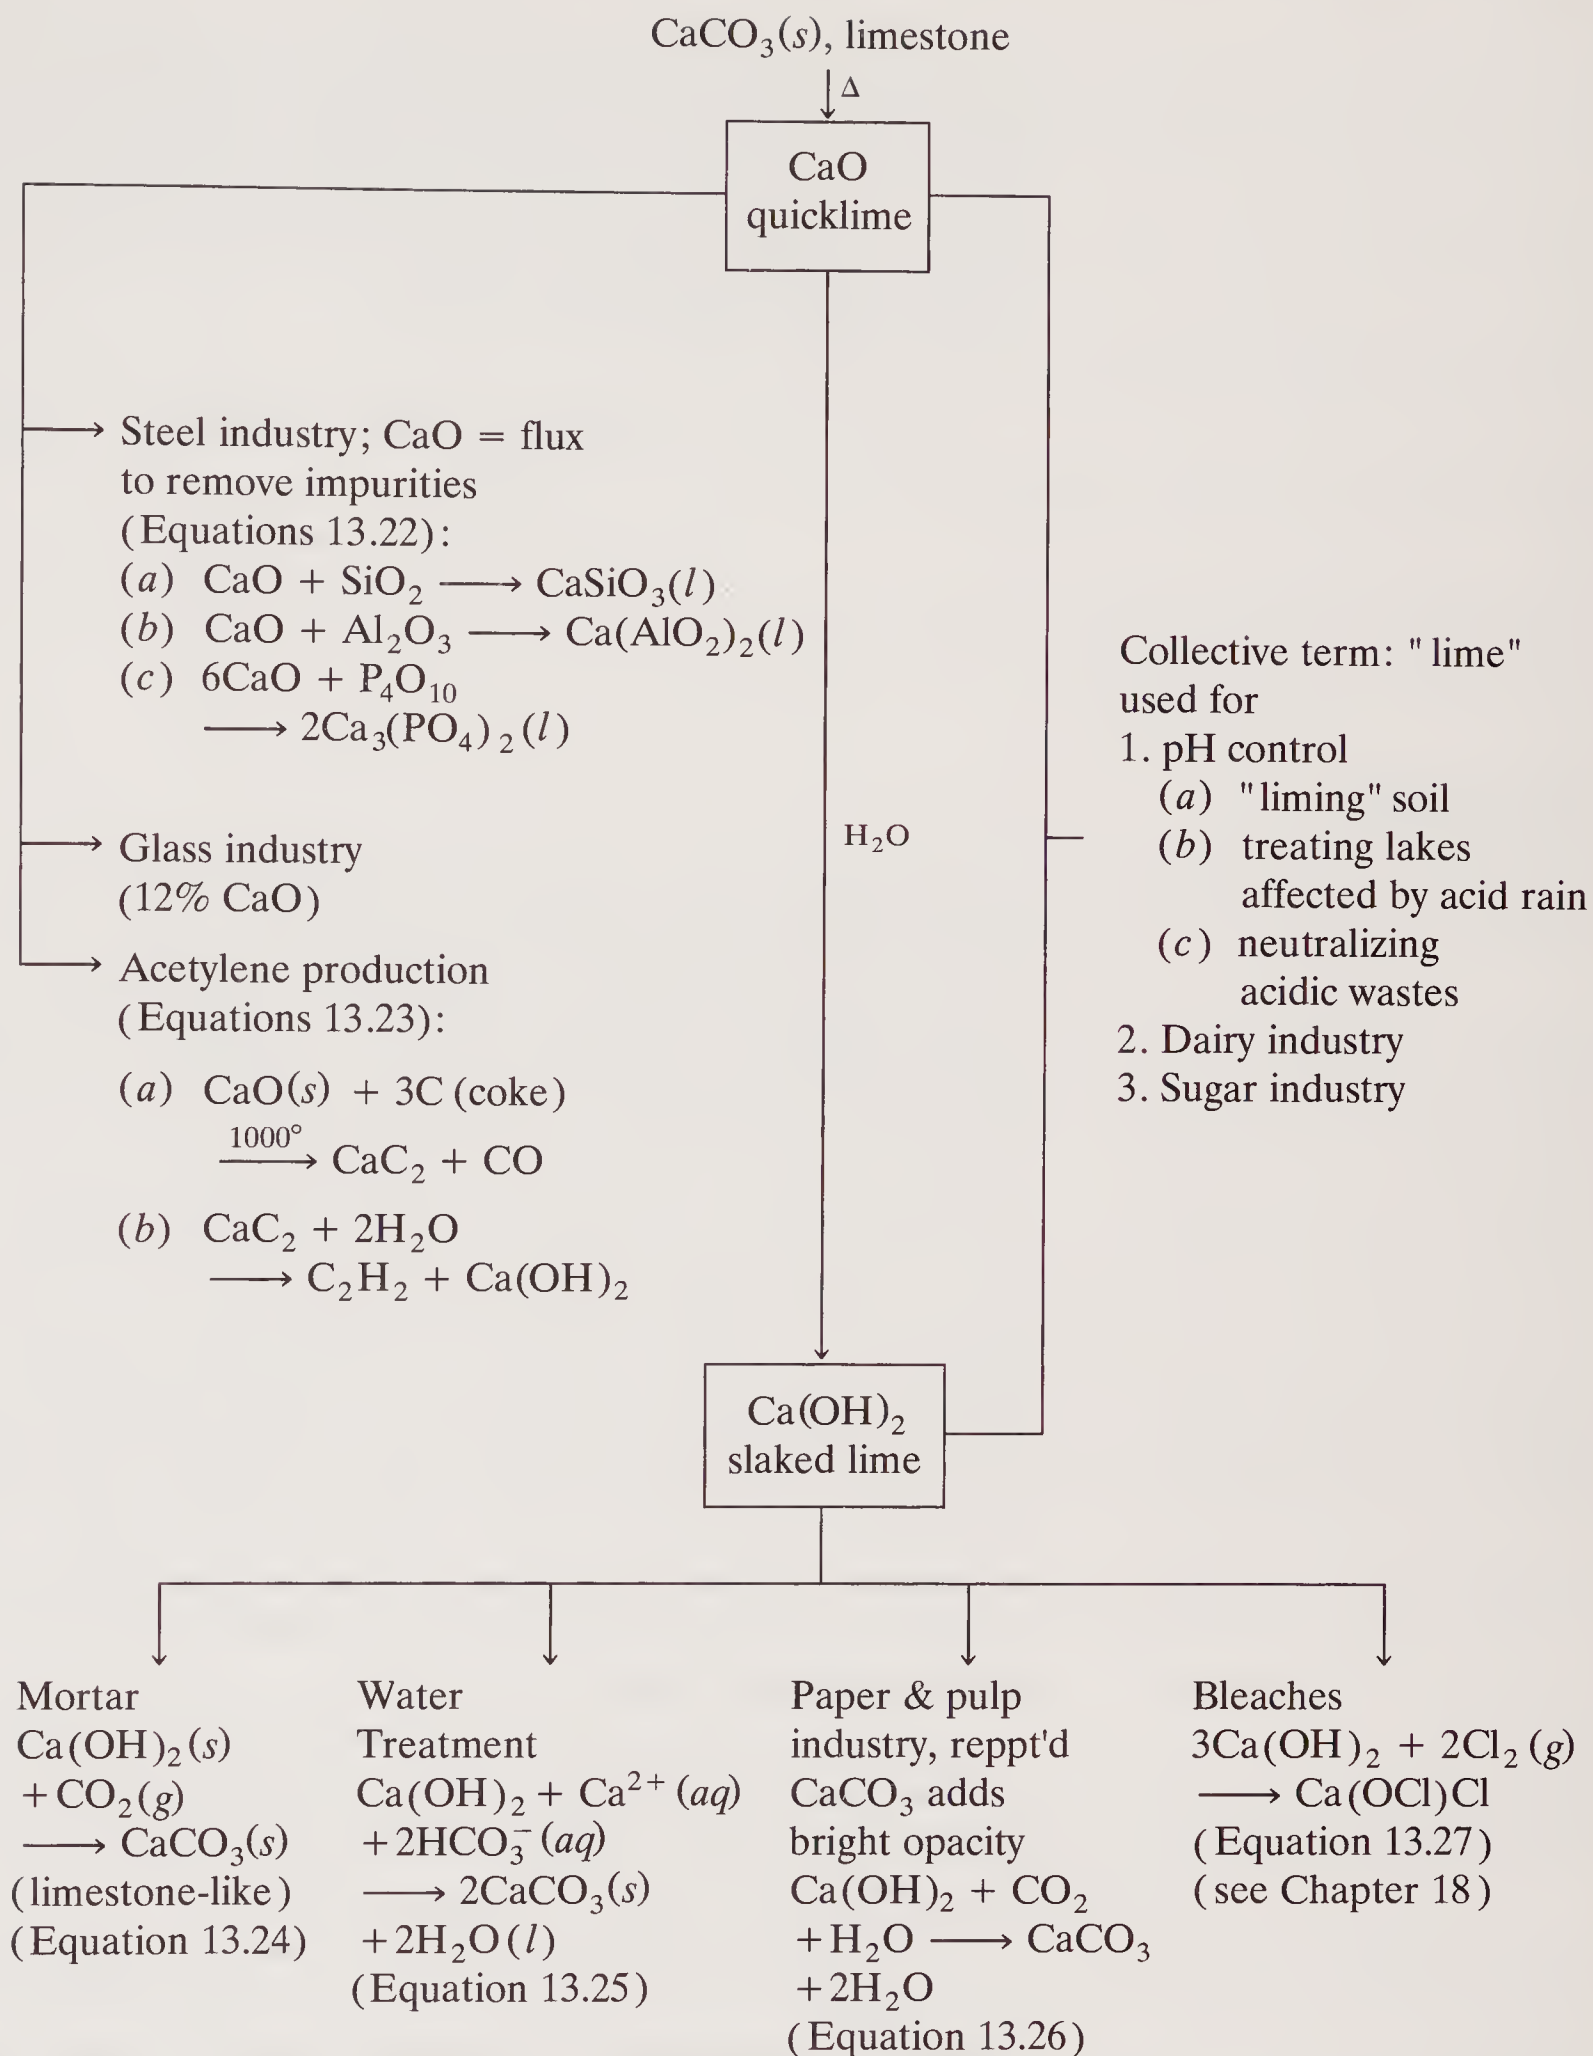 CaCO₃(s), limestone
Δ
CaO
quicklime
Steel industry; CaO = flux
to remove impurities
(Equations 13.22):
(a) CaO + SiO₂ ⟶ CaSiO₃(l)
(b) CaO + Al₂O₃ ⟶ Ca(AlO₂)₂(l)
(c) 6CaO + P₄O₁₀
⟶ 2Ca₃(PO₄)₂(l)
Glass industry
(12% CaO)
Acetylene production
(Equations 13.23):
(a) CaO(s) + 3C (coke)
1000°
⟶ CaC₂ + CO
(b) CaC₂ + 2H₂O
⟶ C₂H₂ + Ca(OH)₂
H₂O
Collective term: "lime"
used for
1. pH control
(a) "liming" soil
(b) treating lakes
affected by acid rain
(c) neutralizing
acidic wastes
2. Dairy industry
3. Sugar industry
Ca(OH)₂
slaked lime
Mortar
Ca(OH)₂(s)
+CO₂(g)
⟶ CaCO₃(s)
(limestone-like)
(Equation 13.24)
Water
Treatment
Ca(OH)₂ + Ca²⁺(aq)
+2HCO₃⁻(aq)
⟶ 2CaCO₃(s)
+2H₂O(l)
(Equation 13.25)
Paper & pulp
industry, reppt'd
CaCO₃ adds
bright opacity
Ca(OH)₂ + CO₂
+H₂O ⟶ CaCO₃
+2H₂O
(Equation 13.26)
Bleaches
3Ca(OH)₂ + 2Cl₂(g)
⟶ Ca(OCl)Cl
(Equation 13.27)
(see Chapter 18)